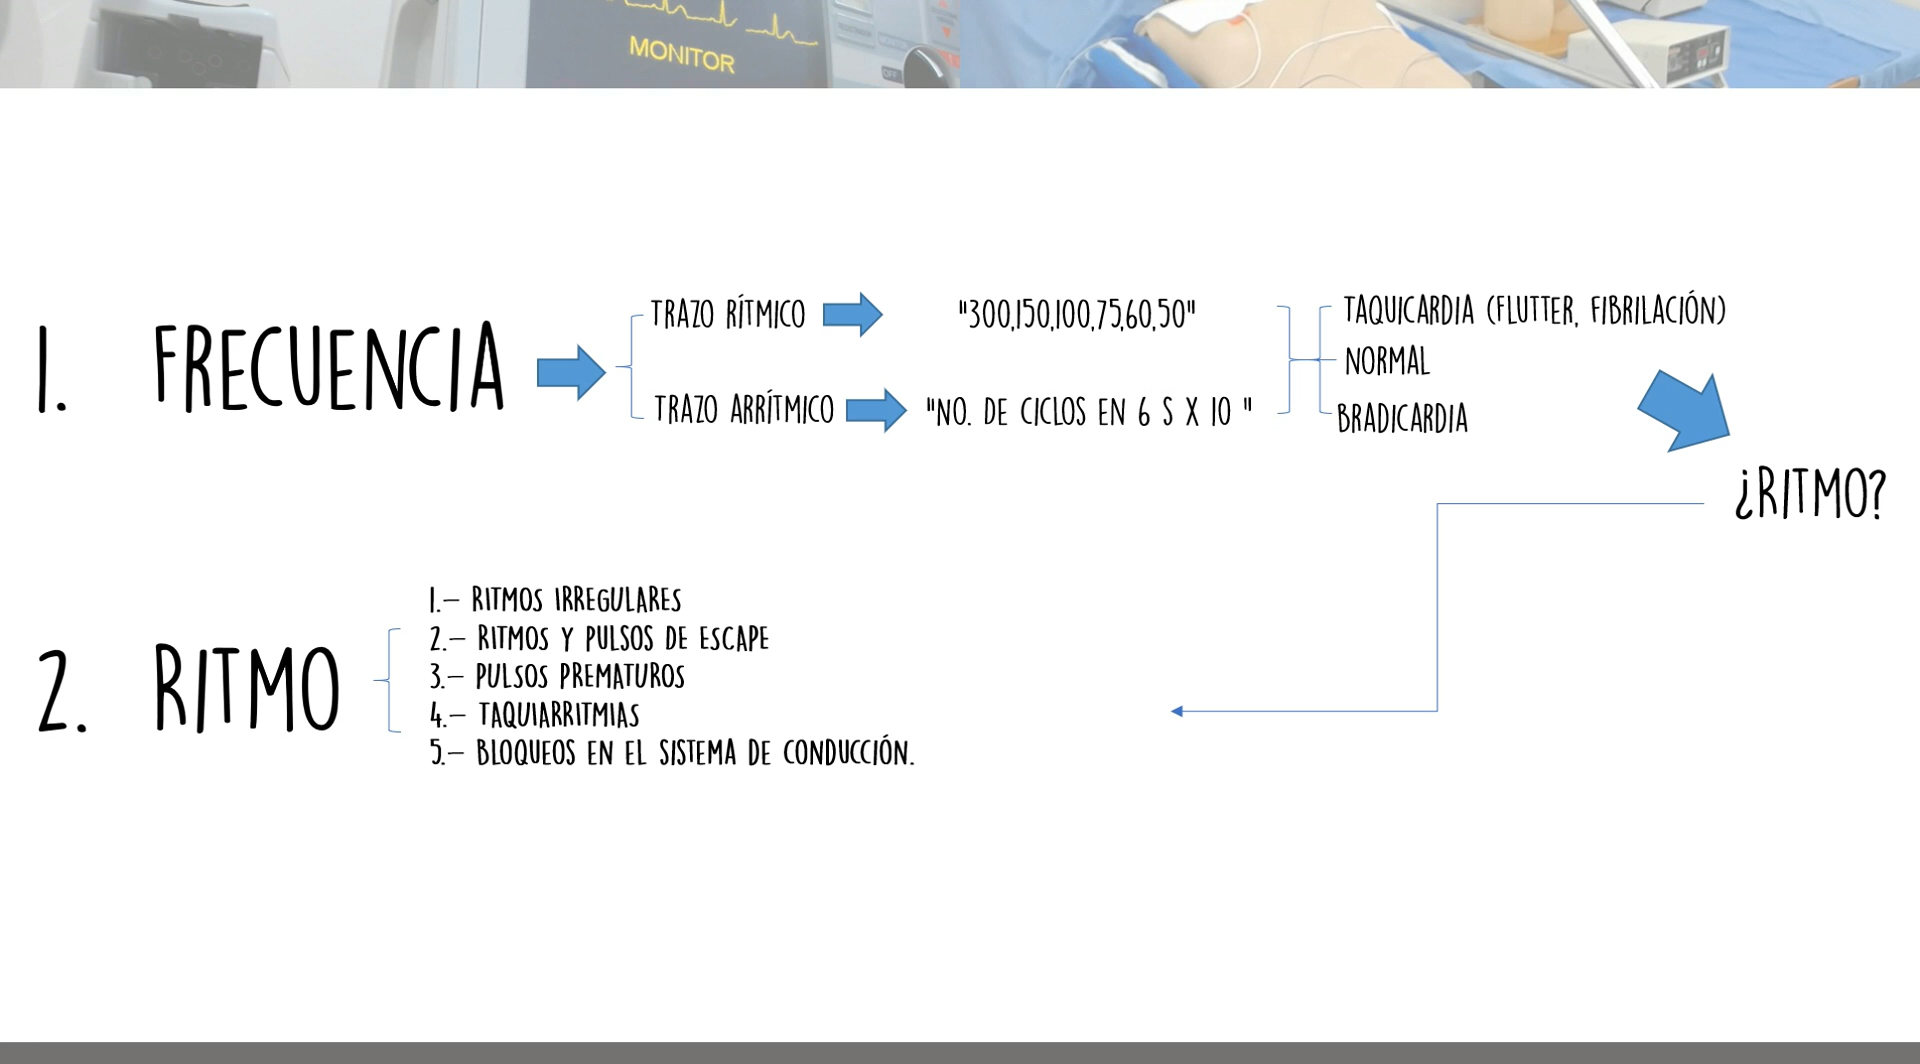 MONITOR
OFF
1. FRECUENCIA
TRAZO RÍTMICO
"300,150,100,75,60,50"
TRAZO ARRÍTMICO
"NO. DE CICLOS EN 6 S X 10 "
TAQUICARDIA (FLUTTER, FIBRILACIÓN)
NORMAL
BRADICARDIA
¿RITMO?
2. RITMO
1.– RITMOS IRREGULARES
2.– RITMOS Y PULSOS DE ESCAPE
3.– PULSOS PREMATUROS
4.– TAQUIARRITMIAS
5.– BLOQUEOS EN EL SISTEMA DE CONDUCCIÓN.